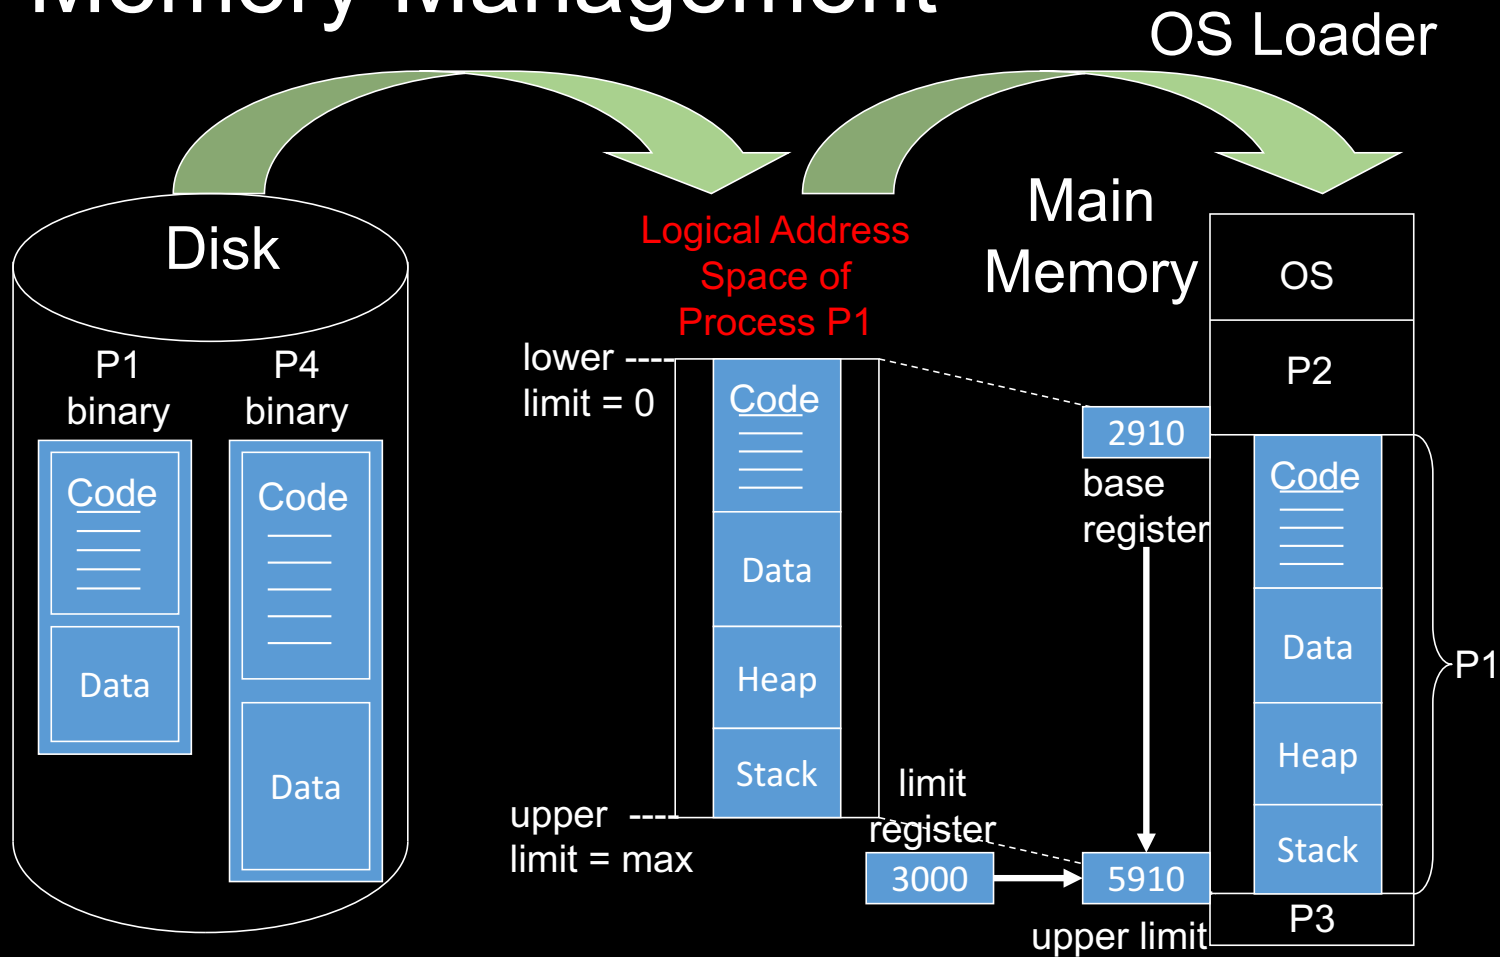 Memory Management
OS Loader
Disk
P1
binary
Code
Data
P4
binary
Code
Data
Logical Address
Space of
Process P1
lower ----
limit = 0
Code
Data
Heap
Stack
upper ----
limit = max
limit
register
3000
Main
Memory
2910
base
register
5910
upper limit
OS
P2
Code
Data
Heap
Stack
P1
P3